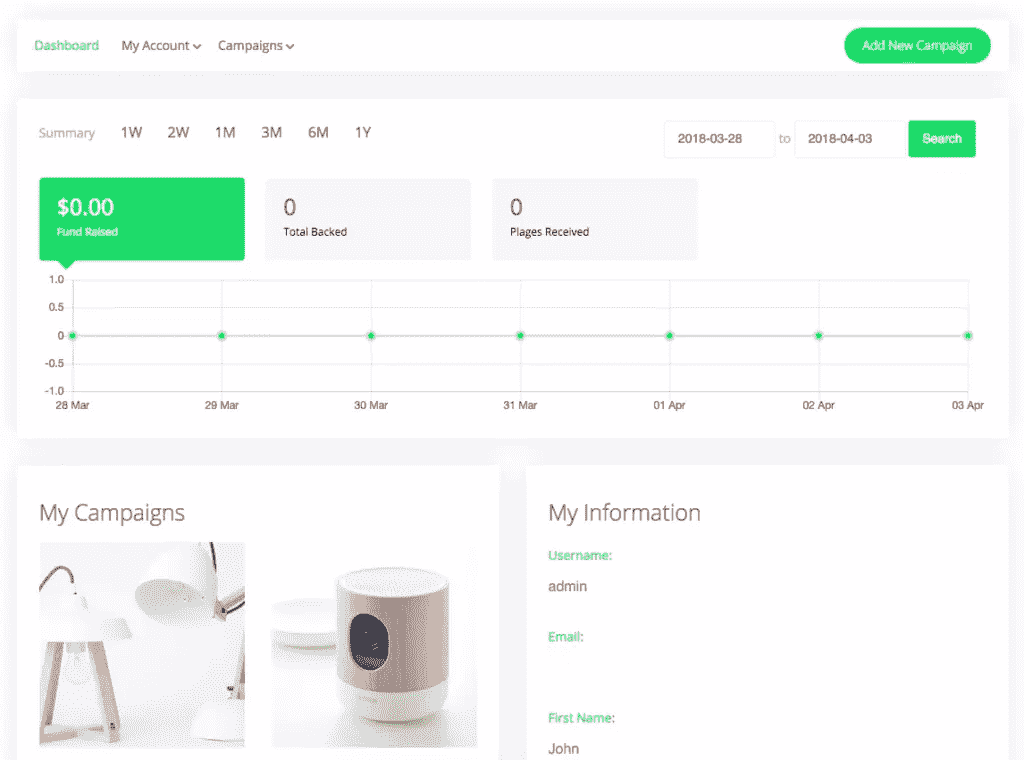 Dashboard My Account Campaigns Add New Campaign
Summary 1W 2W 1M 3M 6M 1Y 2018-03-28 to 2018-04-03 Search
$0.00 0 0
Fund Raised Total Backed Plages Received
1.0
0.5
0
-0.5
-1.0
28 Mar 29 Mar 30 Mar 31 Mar 01 Apr 02 Apr 03 Apr
My Campaigns
My Information
Username:
admin
Email:
First Name:
John